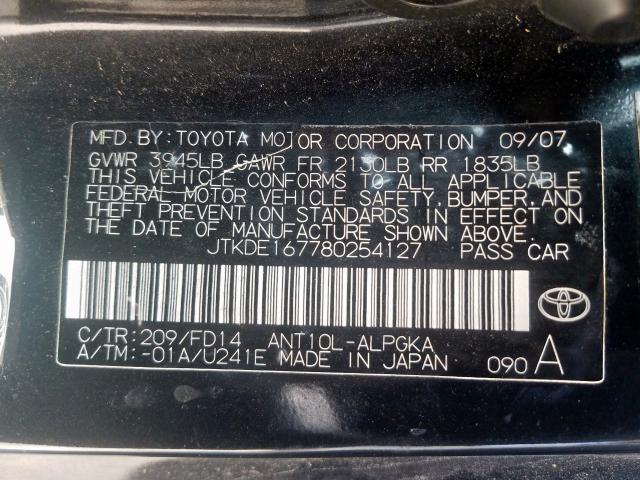 MFD. BY: TOYOTA MOTOR CORPORATION 09/07
GVWR 3945LB GAWR FR 2130LB RR 1835LB
THIS VEHICLE CONFORMS TO ALL APPLICABLE
FEDERAL MOTOR VEHICLE SAFETY, BUMPER, AND
THEFT PREVENTION STANDARDS IN EFFECT ON
THE DATE OF MANUFACTURE SHOWN ABOVE.
JTKDE167780254127 PASS CAR
C/TR: 209/FD14 ANT10L-ALPGKA
A/TM: -01A/U241E MADE IN JAPAN 090 A